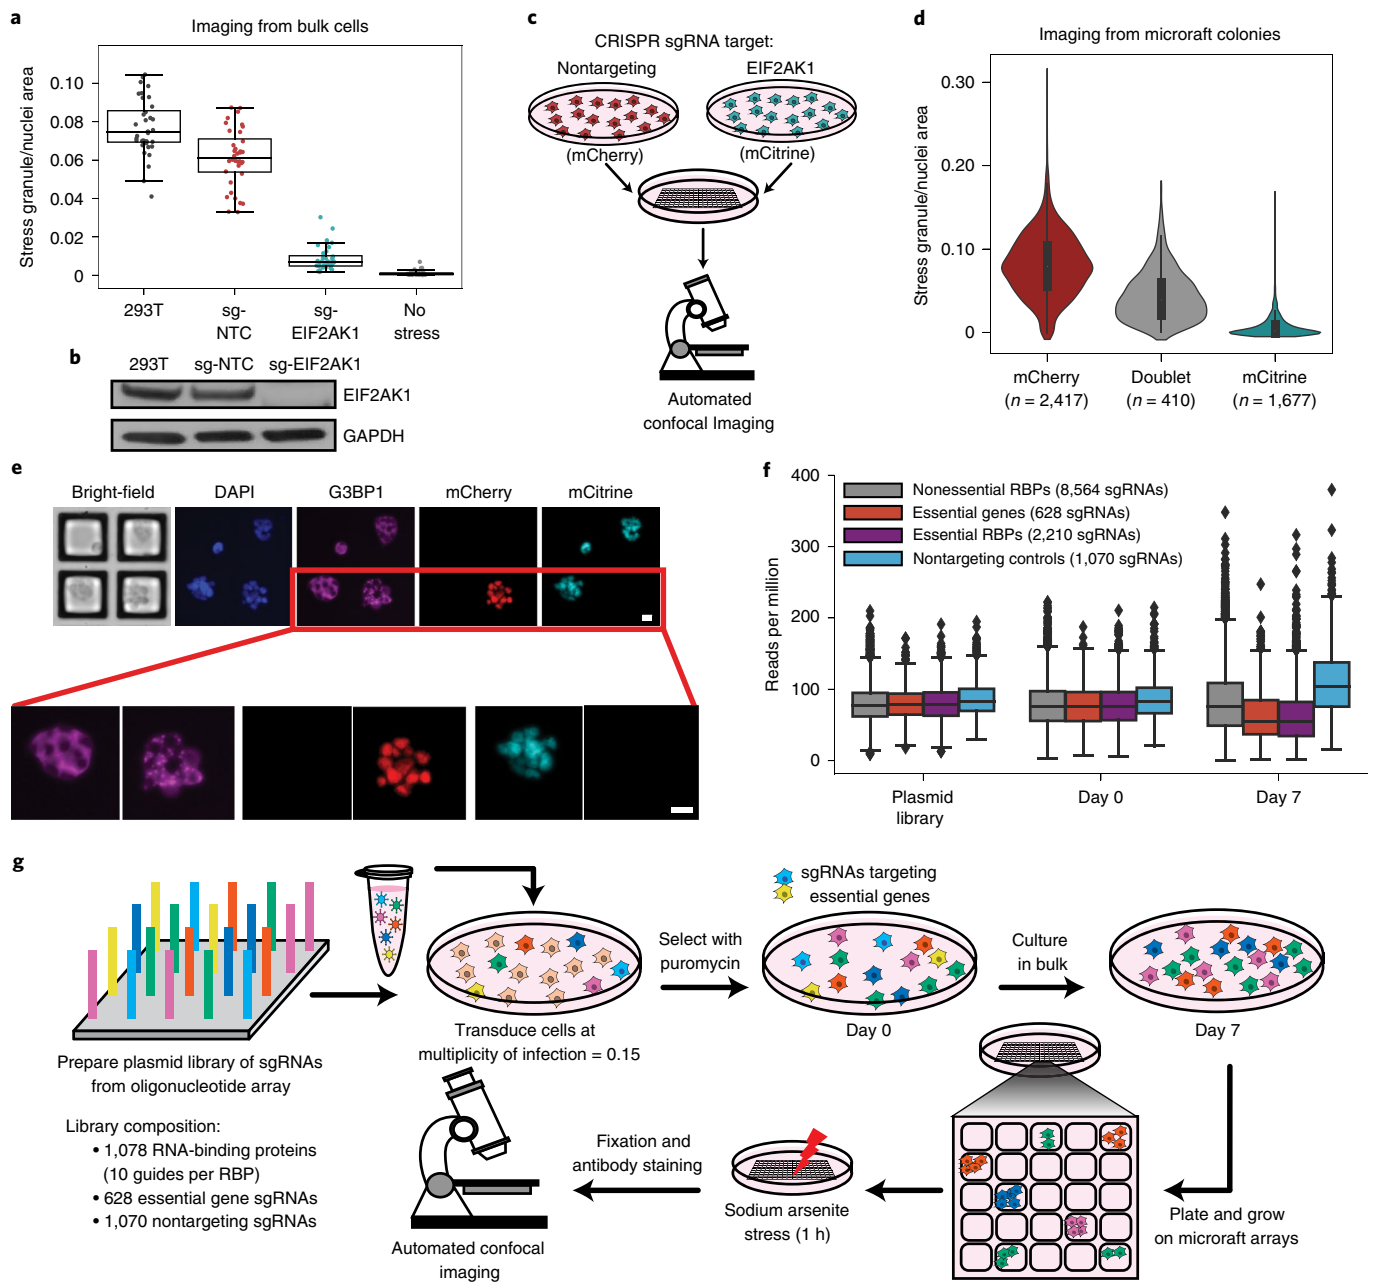 a
Imaging from bulk cells
Stress granule/nuclei area
0.10
0.08
0.06
0.04
0.02
0
293T
sg-
NTC
sg-
EIF2AK1
No
stress
b
293T
sg-NTC
sg-EIF2AK1
EIF2AK1
GAPDH
c
CRISPR sgRNA target:
Nontargeting
EIF2AK1
(mCherry)
(mCitrine)
Automated
confocal Imaging
d
Imaging from microraft colonies
Stress granule/nuclei area
0.30
0.20
0.10
0
mCherry
(n = 2,417)
Doublet
(n = 410)
mCitrine
(n = 1,677)
e
Bright-field
DAPI
G3BP1
mCherry
mCitrine
f
Reads per million
400
300
200
100
0
Nonessential RBPs (8,564 sgRNAs)
Essential genes (628 sgRNAs)
Essential RBPs (2,210 sgRNAs)
Nontargeting controls (1,070 sgRNAs)
Plasmid
library
Day 0
Day 7
g
Prepare plasmid library of sgRNAs
from oligonucleotide array
Library composition:
• 1,078 RNA-binding proteins
(10 guides per RBP)
• 628 essential gene sgRNAs
• 1,070 nontargeting sgRNAs
Transduce cells at
multiplicity of infection = 0.15
Select with
puromycin
sgRNAs targeting
essential genes
Day 0
Culture
in bulk
Day 7
Plate and grow
on microraft arrays
Sodium arsenite
stress (1 h)
Fixation and
antibody staining
Automated confocal
imaging